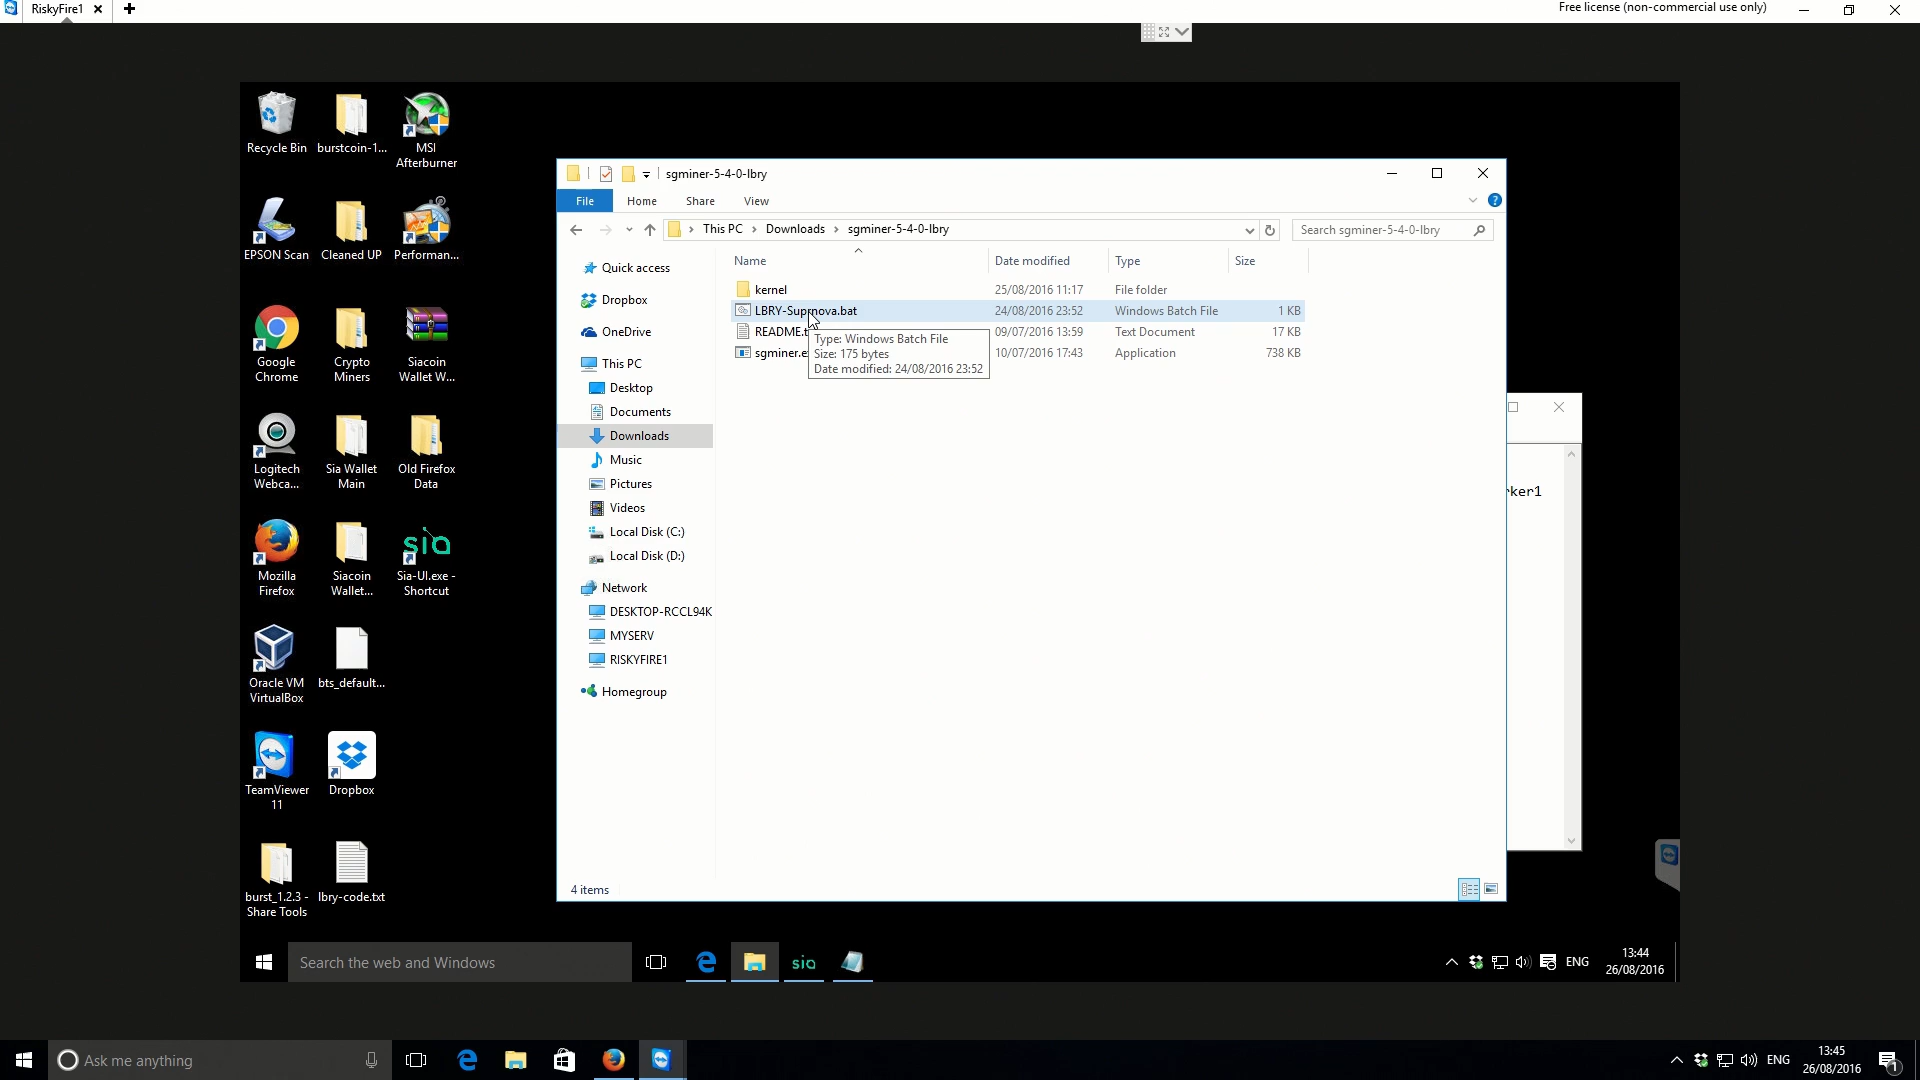 RiskyFire1
Free license (non-commercial use only)
Recycle Bin
burstcoin-1...
MSI
Afterburner
EPSON Scan
Cleaned UP
Performan...
Google
Chrome
Crypto
Miners
Siacoin
Wallet W...
Logitech
Webca...
Sia Wallet
Main
Old Firefox
Data
sia
Mozilla
Firefox
Siacoin
Wallet...
Sia-UI.exe -
Shortcut
Oracle VM
VirtualBox
bts_default...
TeamViewer
11
Dropbox
burst_1.2.3 -
Share Tools
lbry-code.txt
sgminer-5-4-0-lbry
File
Home
Share
View
This PC
Downloads
sgminer-5-4-0-lbry
Search sgminer-5-4-0-lbry
Name
Date modified
Type
Size
Quick access
Dropbox
OneDrive
This PC
Desktop
Documents
Downloads
Music
Pictures
Videos
Local Disk (C:)
Local Disk (D:)
Network
DESKTOP-RCCL94K
MYSERV
RISKYFIRE1
Homegroup
kernel 25/08/2016 11:17 File folder
LBRY-Suprnova.bat 24/08/2016 23:52 Windows Batch File 1 KB
README.t 09/07/2016 13:59 Text Document 17 KB
sgminer.e 10/07/2016 17:43 Application 738 KB
Type: Windows Batch File
Size: 175 bytes
Date modified: 24/08/2016 23:52
rker1
4 items
Search the web and Windows
sia
ENG
13:44
26/08/2016
Ask me anything
ENG
13:45
26/08/2016
1